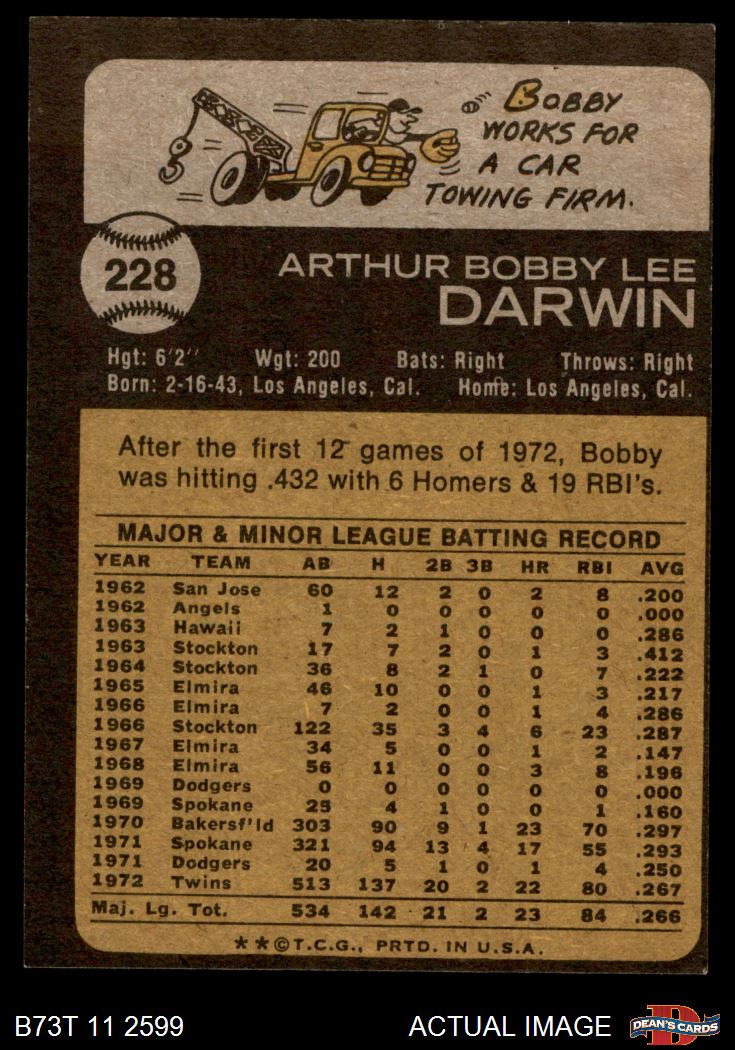 BOBBY
WORKS FOR
A CAR
TOWING FIRM.
228
ARTHUR BOBBY LEE
DARWIN
Hgt: 6'2" Wgt: 200 Bats: Right Throws: Right
Born: 2-16-43, Los Angeles, Cal. Home: Los Angeles, Cal.
After the first 12 games of 1972, Bobby
was hitting .432 with 6 Homers & 19 RBI's.
MAJOR & MINOR LEAGUE BATTING RECORD
YEAR TEAM AB H 2B 3B HR RBI AVG
1962 San Jose 60 12 2 0 2 8 .200
1962 Angels 1 0 0 0 0 0 .000
1963 Hawaii 7 2 1 0 0 0 .286
1963 Stockton 17 7 2 0 1 3 .412
1964 Stockton 36 8 2 1 0 7 .222
1965 Elmira 46 10 0 0 1 3 .217
1966 Elmira 7 2 0 0 1 4 .286
1966 Stockton 122 35 3 4 6 23 .287
1967 Elmira 34 5 0 0 1 2 .147
1968 Elmira 56 11 0 0 3 8 .196
1969 Dodgers 0 0 0 0 0 0 .000
1969 Spokane 25 4 1 0 0 1 .160
1970 Bakersf'ld 303 90 9 1 23 70 .297
1971 Spokane 321 94 13 4 17 55 .293
1971 Dodgers 20 5 1 0 1 4 .250
1972 Twins 513 137 20 2 22 80 .267
Maj. Lg. Tot. 534 142 21 2 23 84 .266
**©T.C.G., PRTD. IN U.S.A.
B73T 11 2599 ACTUAL IMAGE
D
DEAN'S CARDS